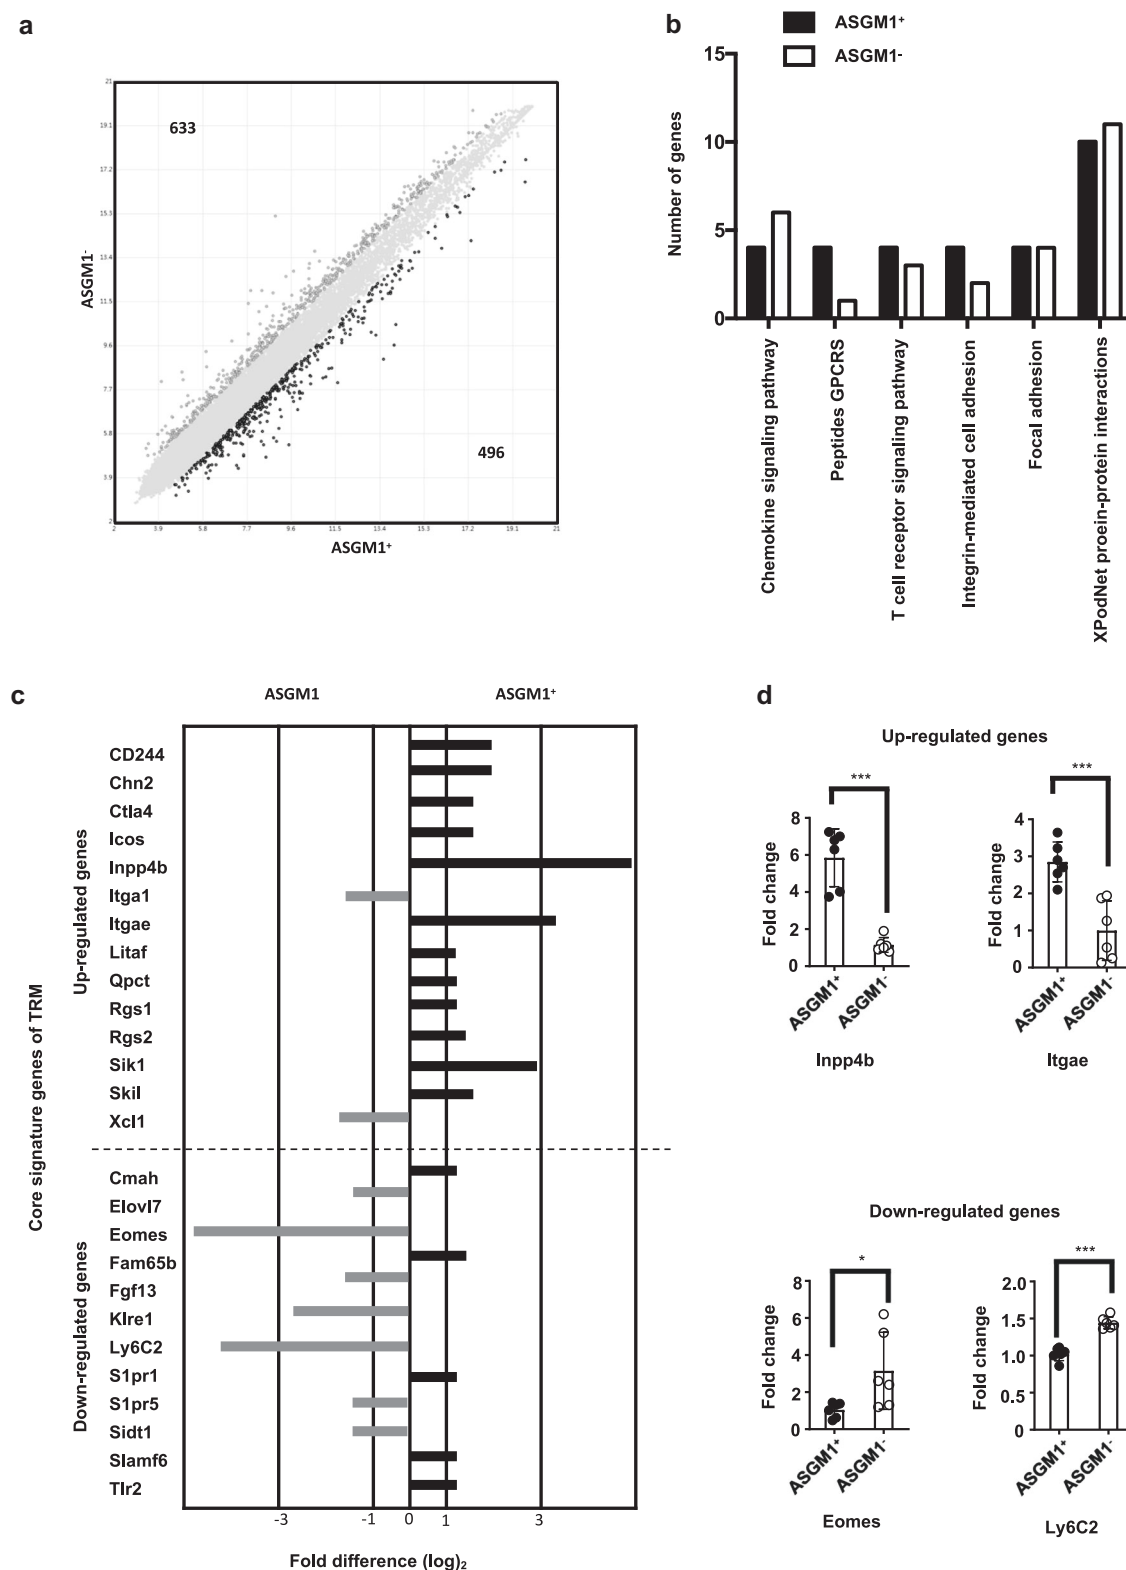 a
21
19.1
17.2
15.3
13.4
11.5
9.6
7.7
5.8
3.9
2
633
496
ASGM1-
2 3.9 5.8 7.7 9.6 11.5 13.4 15.3 17.2 19.1 21
ASGM1+
b
ASGM1+
ASGM1-
15
10
5
0
Number of genes
Chemokine signaling pathway
Peptides GPCRS
T cell receptor signaling pathway
Integrin-mediated cell adhesion
Focal adhesion
XPodNet proein-protein interactions
c
ASGM1 ASGM1+
Core signature genes of TRM
Up-regulated genes
CD244
Chn2
Ctla4
Icos
Inpp4b
Itga1
Itgae
Litaf
Qpct
Rgs1
Rgs2
Sik1
Skil
Xcl1
Down-regulated genes
Cmah
Elovl7
Eomes
Fam65b
Fgf13
Klre1
Ly6C2
S1pr1
S1pr5
Sidt1
Slamf6
Tlr2
-3 -1 0 1 3
Fold difference (log)2
d
Up-regulated genes
***
8
6
4
2
0
Fold change
ASGM1+
ASGM1-
Inpp4b
***
4
3
2
1
0
Fold change
ASGM1+
ASGM1-
Itgae
Down-regulated genes
*
8
6
4
2
0
Fold change
ASGM1+
ASGM1-
Eomes
***
2.0
1.5
1.0
0.5
0
Fold change
ASGM1+
ASGM1-
Ly6C2